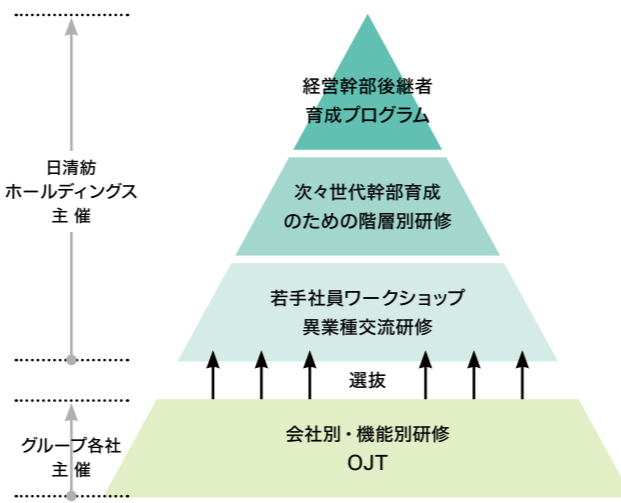 経営幹部後継者
育成プログラム
日清紡
ホールディングス
主 催
次々世代幹部育成
のための階層別研修
若手社員ワークショップ
異業種交流研修
選抜
グループ各社
主 催
会社別・機能別研修
OJT